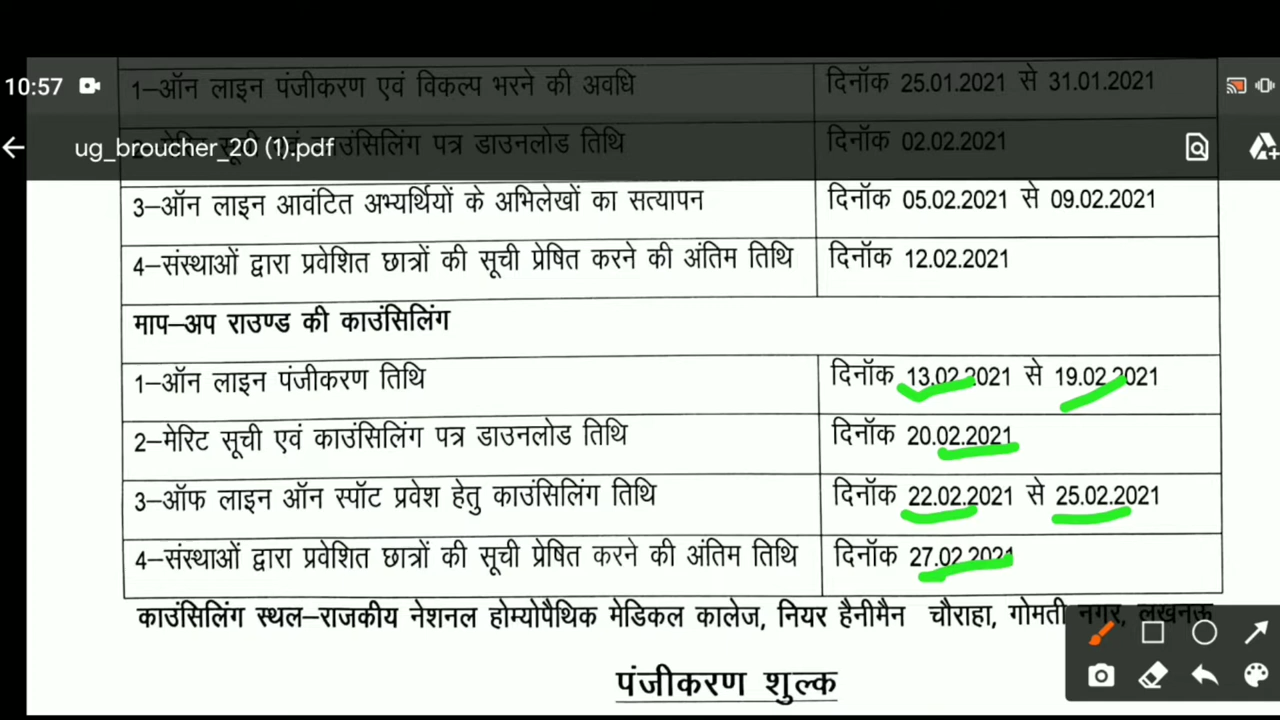 10:57
1–ऑन लाइन पंजीकरण एवं विकल्प भरने की अवधि दिनॉक 25.01.2021 से 31.01.2021
ug_broucher_20 (1).pdf
2–मेरिट सूची एवं काउंसिलिंग पत्र डाउनलोड तिथि दिनॉक 02.02.2021
3–ऑन लाइन आवंटित अभ्यर्थियों के अभिलेखों का सत्यापन दिनॉक 05.02.2021 से 09.02.2021
4–संस्थाओं द्वारा प्रवेशित छात्रों की सूची प्रेषित करने की अंतिम तिथि दिनॉक 12.02.2021
माप–अप राउण्ड की काउंसिलिंग
1–ऑन लाइन पंजीकरण तिथि दिनॉक 13.02.2021 से 19.02.2021
2–मेरिट सूची एवं काउंसिलिंग पत्र डाउनलोड तिथि दिनॉक 20.02.2021
3–ऑफ लाइन ऑन स्पॉट प्रवेश हेतु काउंसिलिंग तिथि दिनॉक 22.02.2021 से 25.02.2021
4–संस्थाओं द्वारा प्रवेशित छात्रों की सूची प्रेषित करने की अंतिम तिथि दिनॉक 27.02.2021
काउंसिलिंग स्थल–राजकीय नेशनल होम्योपैथिक मेडिकल कालेज, नियर हैनीमैन चौराहा, गोमती नगर, लखनऊ
पंजीकरण शुल्क